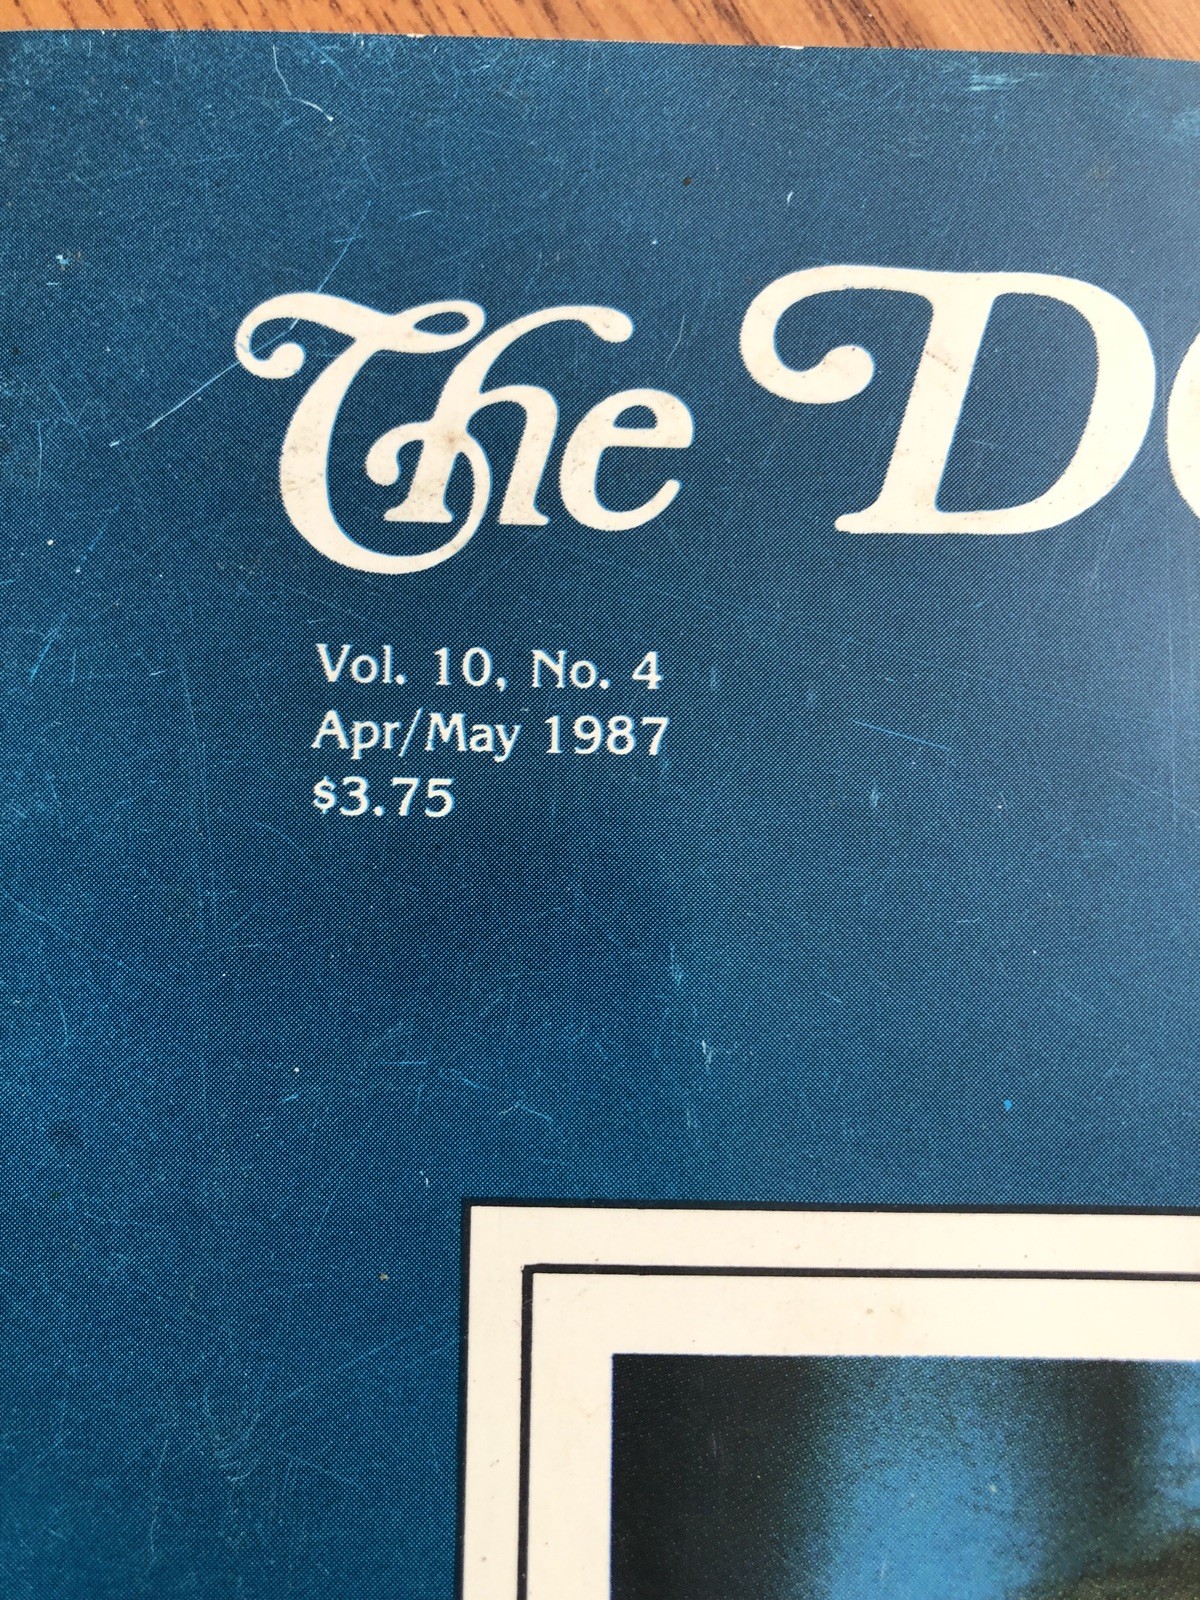 The D
Vol. 10, No. 4
Apr/May 1987
$3.75